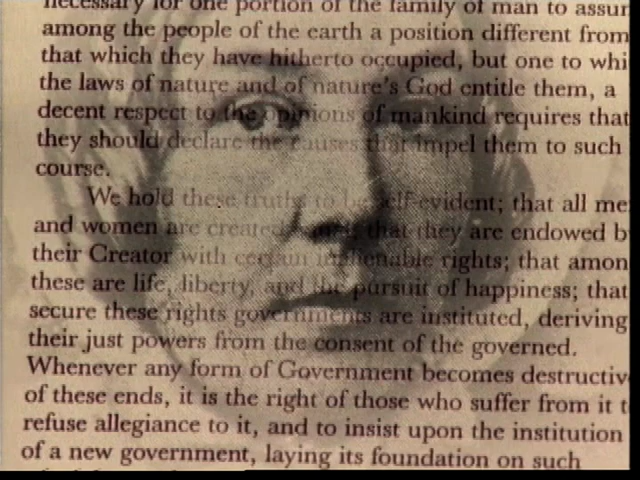 necessary for one portion of the family of man to assu
among the people of the earth a position different from
that which they have hitherto occupied, but one to whi
the laws of nature and of nature's God entitle them, a
decent respect to the opinions of mankind requires that
they should declare the causes that impel them to such
course.
We hold these truths to be self-evident; that all me
and women are created that they are endowed b
their Creator with certain inalienable rights; that amon
these are life, liberty, and the pursuit of happiness; that
secure these rights governments are instituted, deriving
their just powers from the consent of the governed.
Whenever any form of Government becomes destructiv
of these ends, it is the right of those who suffer from it t
refuse allegiance to it, and to insist upon the institution
of a new government, laying its foundation on such